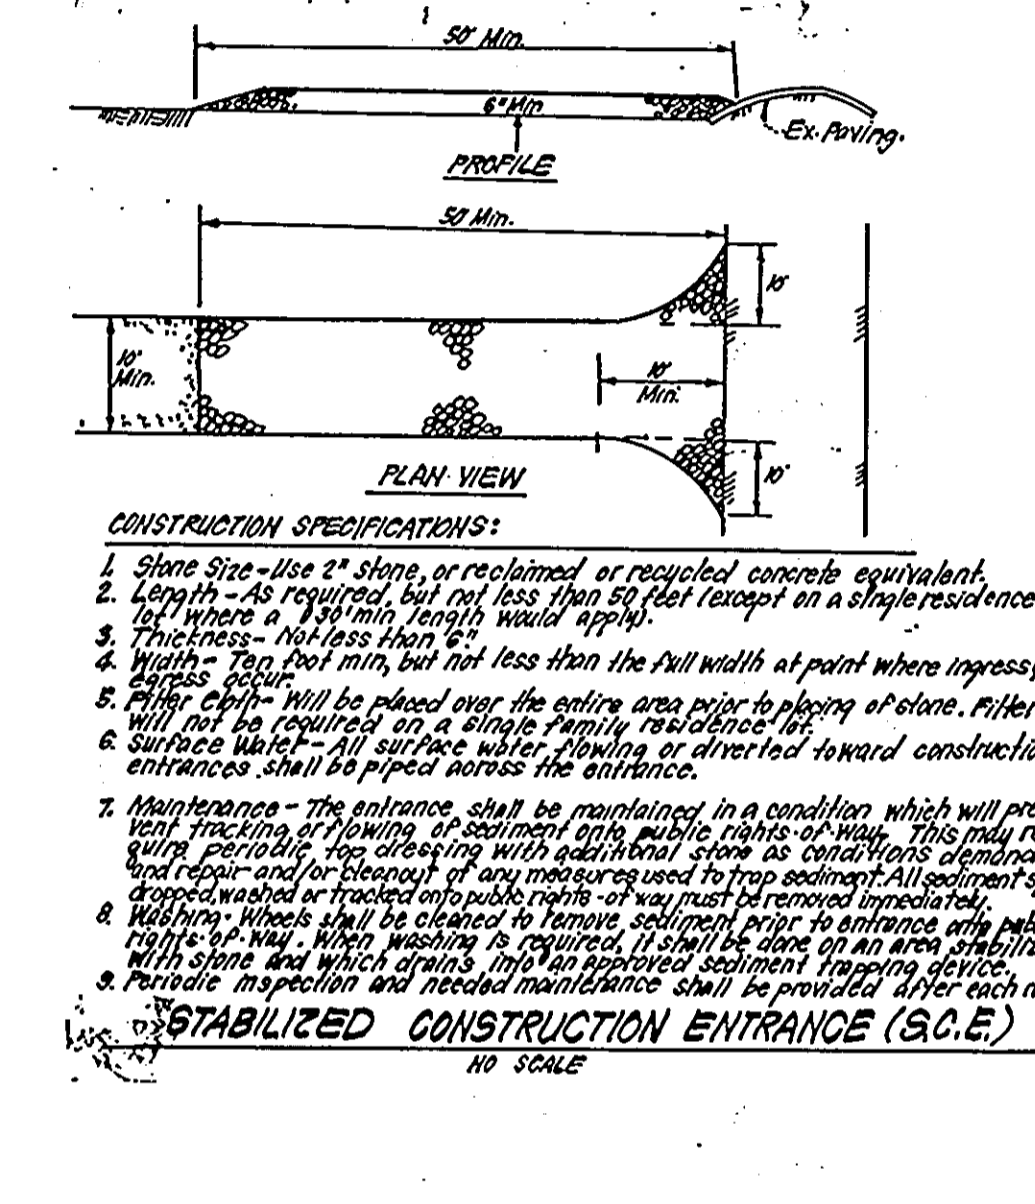 50' Min.
6" Min
Ex. Paving.
PROFILE
50' Min.
10'
10' Min.
10' Min.
10'
PLAN VIEW
CONSTRUCTION SPECIFICATIONS:
1. Stone Size - Use 2" stone, or reclaimed or recycled concrete equivalent.
2. Length - As required, but not less than 50 feet (except on a single residence
lot where a 30' min length would apply).
3. Thickness - Not less than 6".
4. Width - Ten foot min, but not less than the full width at point where ingress,
egress occur.
5. Filter Cloth - Will be placed over the entire area prior to placing of stone. Filter
will not be required on a single family residence lot.
6. Surface Water - All surface water flowing or diverted toward constructi
entrances shall be piped across the entrance.
7. Maintenance - The entrance shall be maintained in a condition which will pre
vent tracking or flowing of sediment onto public rights-of-way. This may r
quire periodic top dressing with additional stone as conditions demand
and repair and/or cleanout of any measures used to trap sediment. All sediment s
dropped, washed or tracked onto public rights-of way must be removed immediately.
8. Washing - Wheels shall be cleaned to remove sediment prior to entrance onto pub
rights-of-way. When washing is required, it shall be done on an area stabili
with stone and which drains into an approved sediment trapping device.
9. Periodic inspection and needed maintenance shall be provided after each r
STABILIZED CONSTRUCTION ENTRANCE (S.C.E.)
NO SCALE